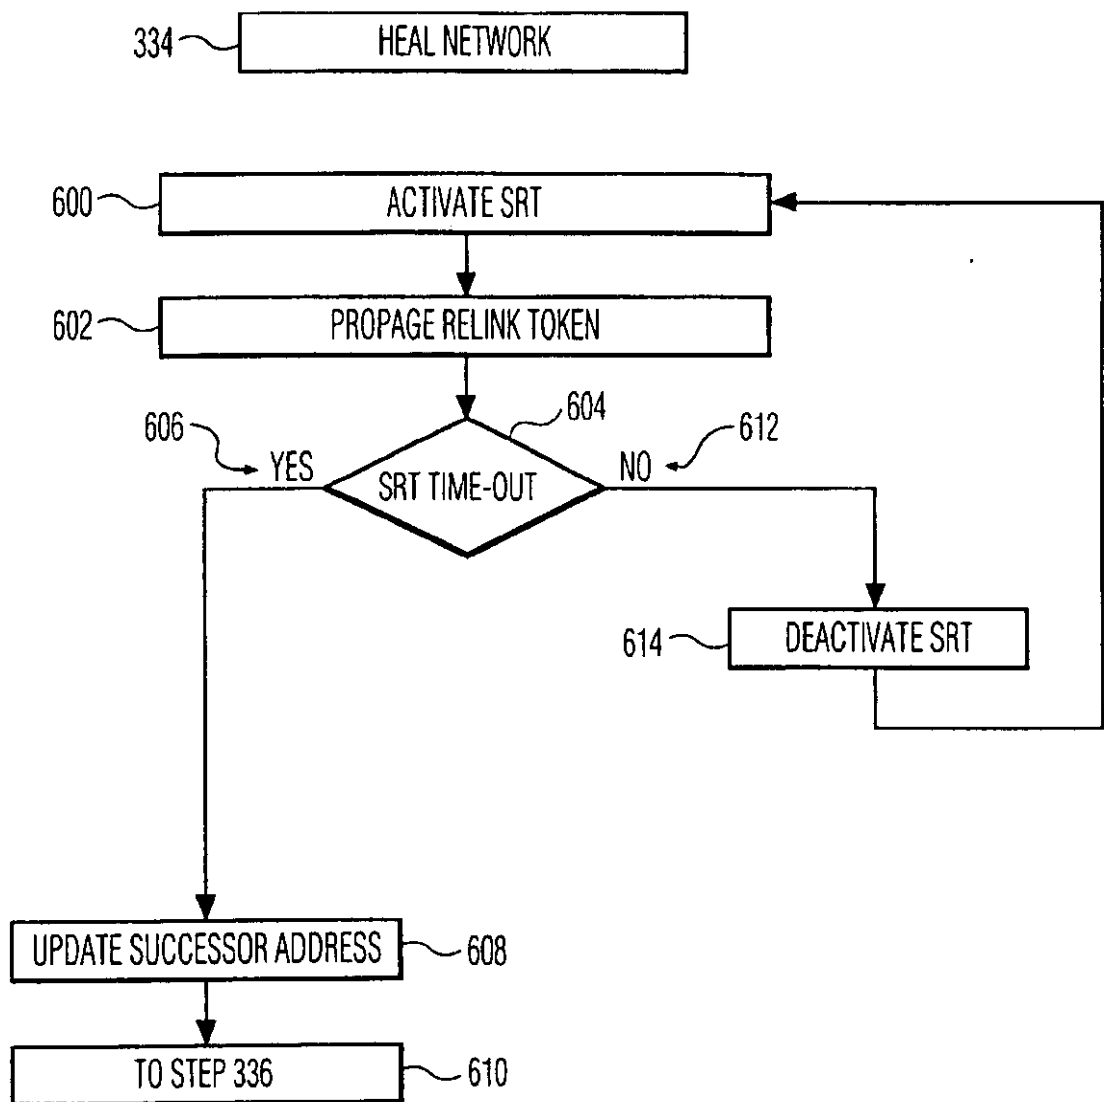 334 HEAL NETWORK
600 ACTIVATE SRT
602 PROPAGE RELINK TOKEN
604
606 YES
SRT TIME-OUT
NO 612
614 DEACTIVATE SRT
UPDATE SUCCESSOR ADDRESS 608
TO STEP 336 610